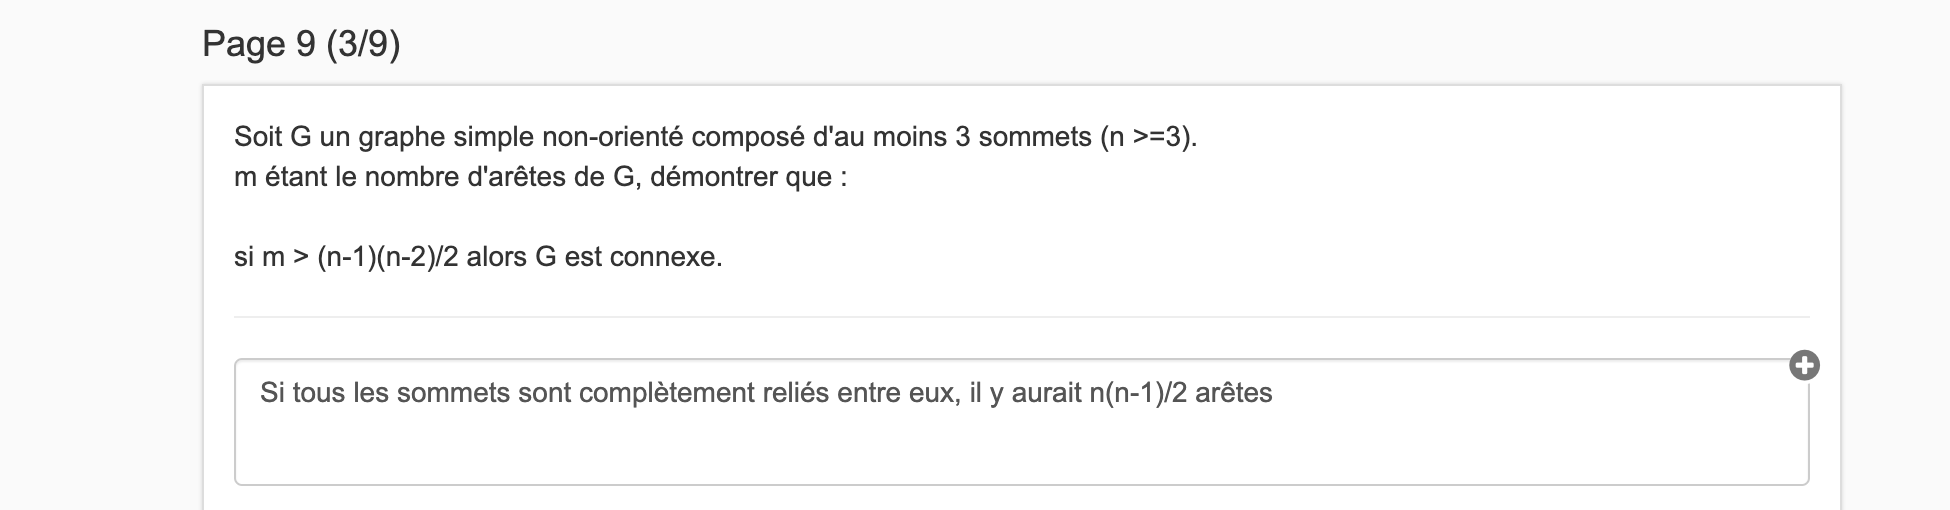 Page 9 (3/9)
Soit G un graphe simple non-orienté composé d'au moins 3 sommets (n >=3).
m étant le nombre d'arêtes de G, démontrer que :
si m > (n-1)(n-2)/2 alors G est connexe.
Si tous les sommets sont complètement reliés entre eux, il y aurait n(n-1)/2 arêtes